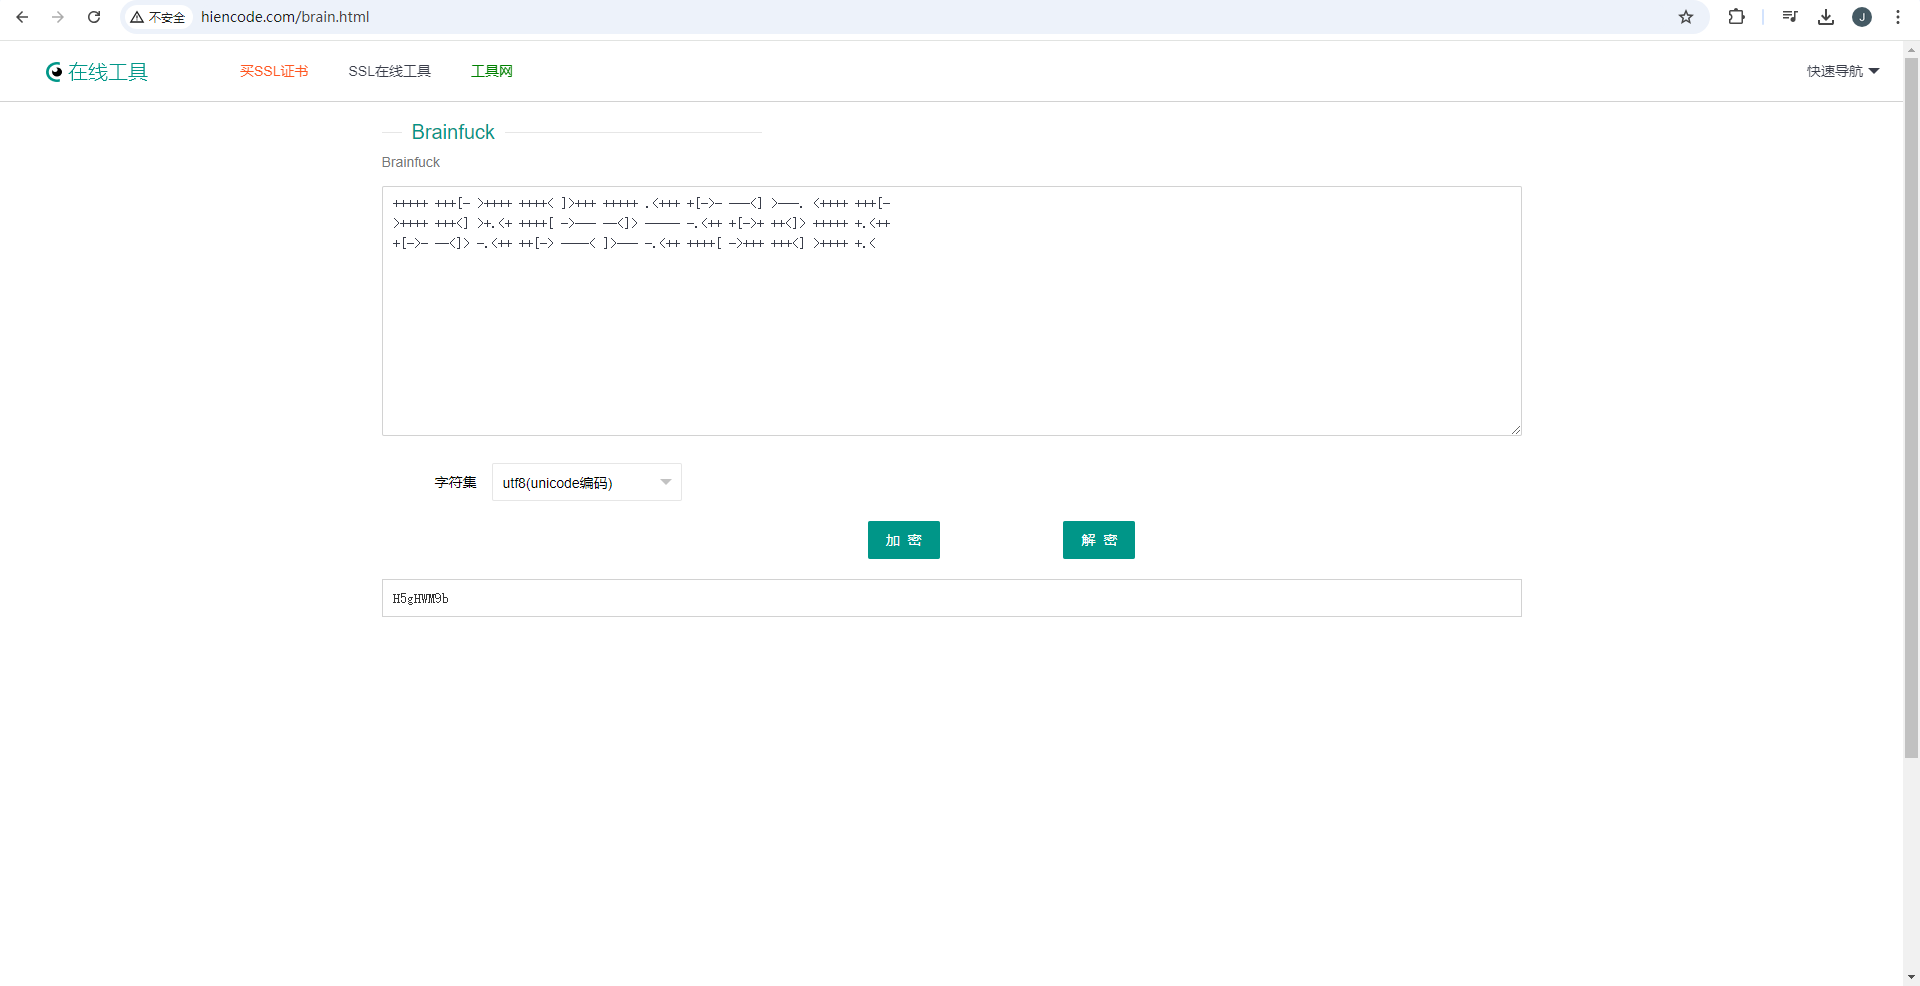 不安全 hiencode.com/brain.html J
在线工具 买SSL证书 SSL在线工具 工具网 快速导航
Brainfuck
Brainfuck
+++++ +++[- >++++ ++++< ]>+++ +++++ .<+++ +[->- ---<] >---. <++++ +++[-
>++++ +++<] >+.<+ ++++[ ->--- --<]> ----- -.<++ +[->+ ++<]> +++++ +.<++
+[->- --<]> -.<++ ++[-> ----< ]>--- -.<++ ++++[ ->+++ +++<] >++++ +.<
字符集 utf8(unicode编码)
加 密 解 密
H5gHWM9b